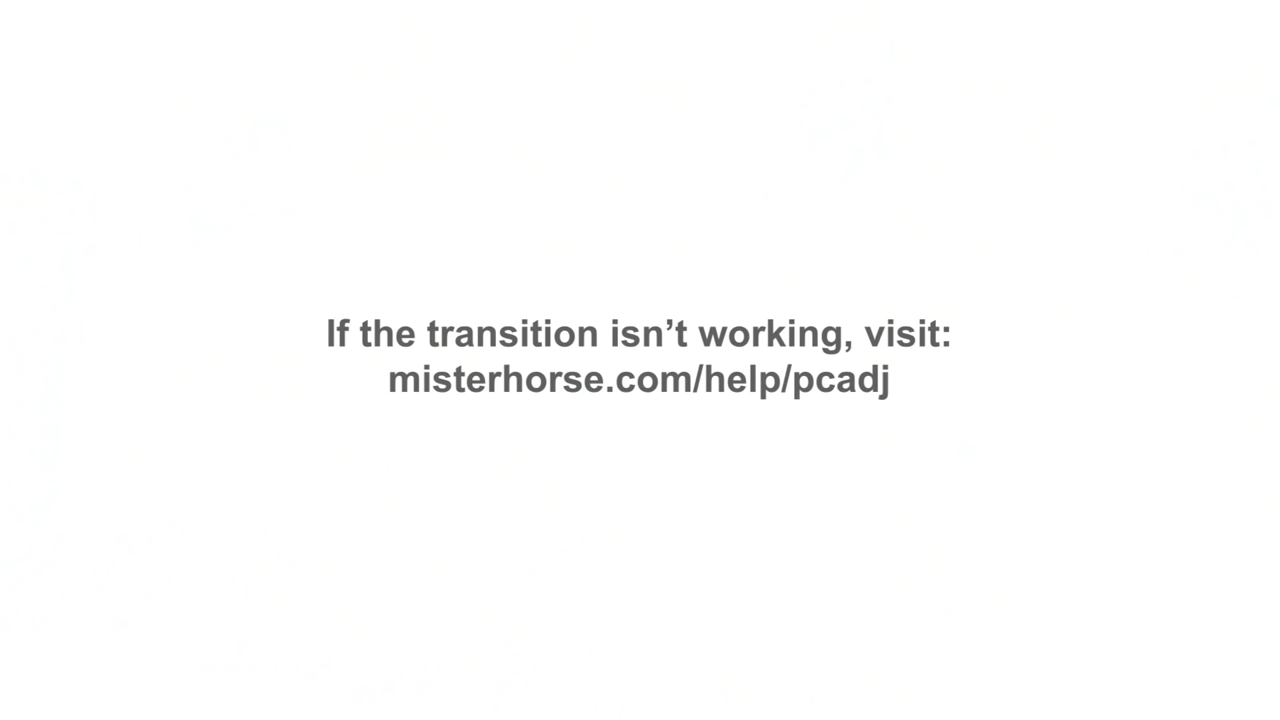 If the transition isn’t working, visit:
misterhorse.com/help/pcadj